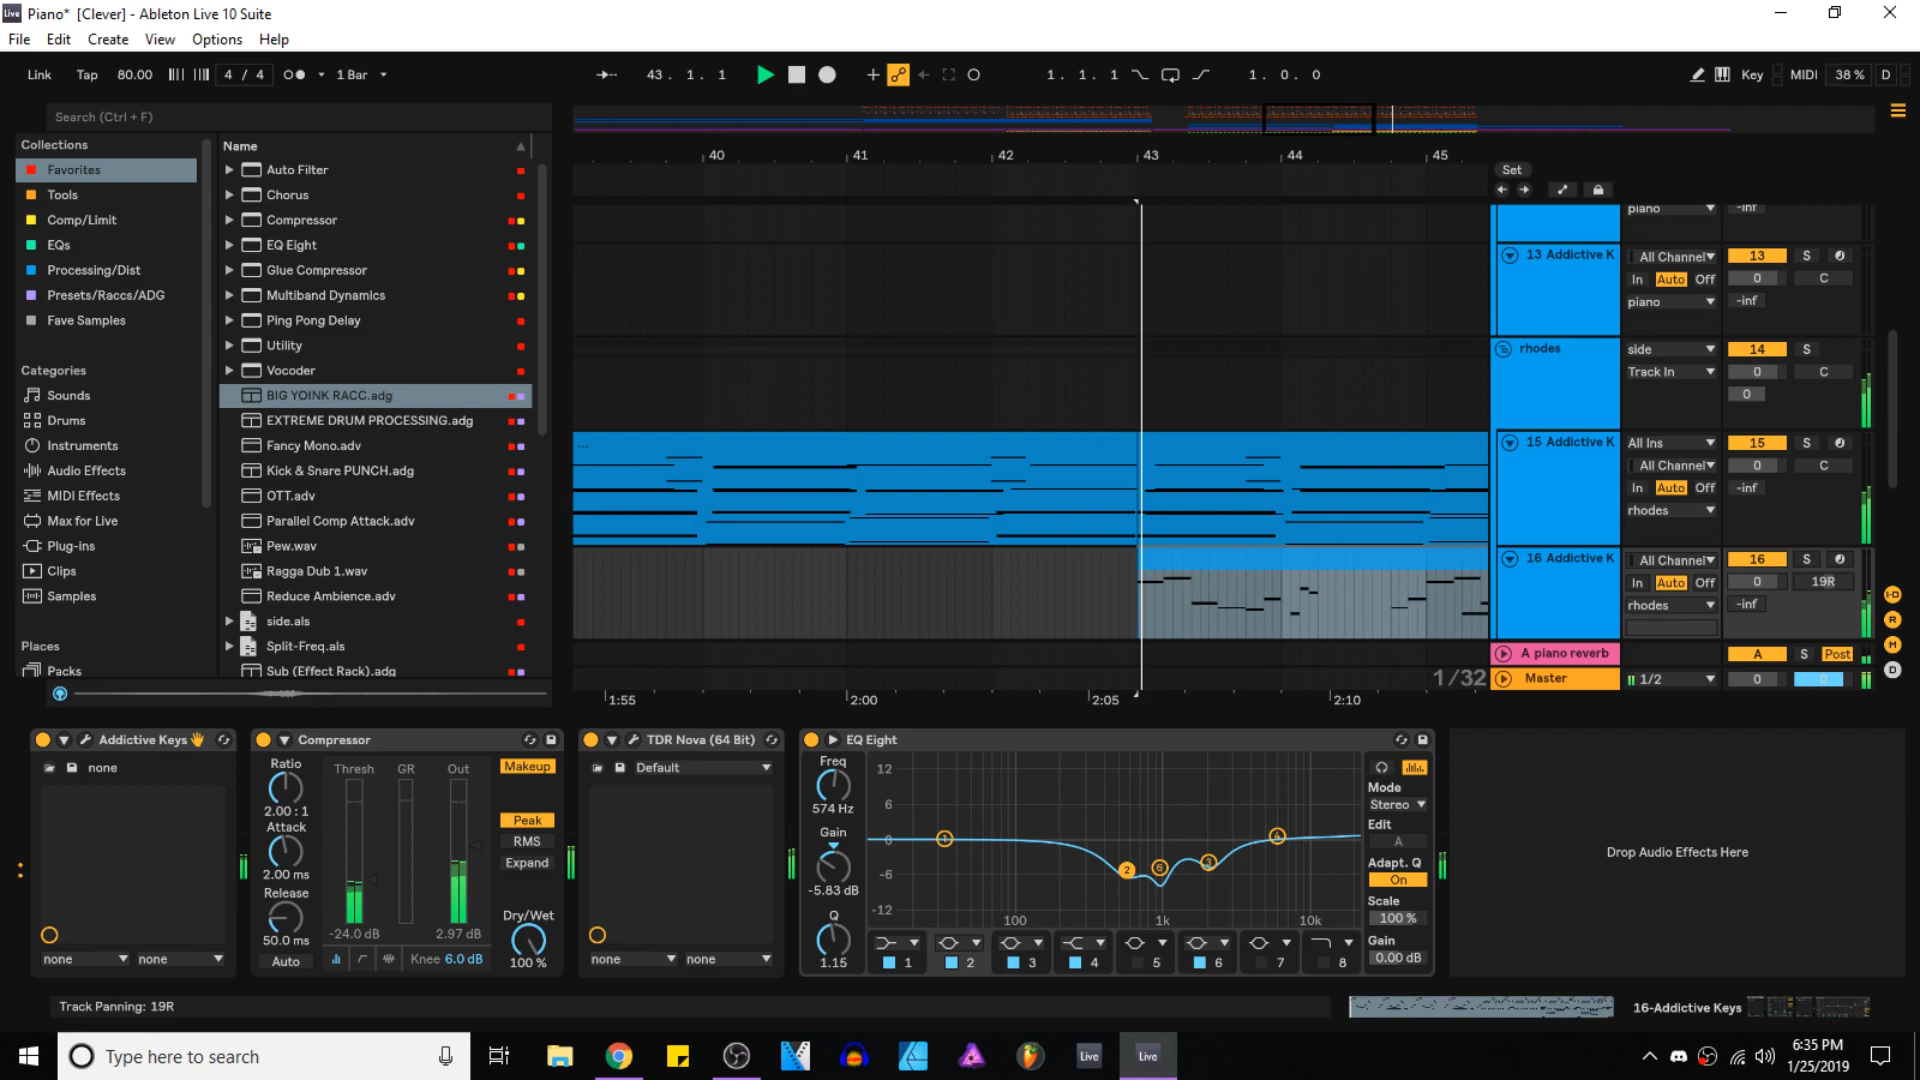 Live Piano* [Clever] - Ableton Live 10 Suite
File Edit Create View Options Help
Link Tap 80.00 4 / 4 1 Bar 43. 1. 1 1. 1. 1 1. 0. 0 Key MIDI 38 % D
Search (Ctrl + F)
Collections
Favorites
Tools
Comp/Limit
EQs
Processing/Dist
Presets/Raccs/ADG
Fave Samples
Categories
Sounds
Drums
Instruments
Audio Effects
MIDI Effects
Max for Live
Plug-ins
Clips
Samples
Places
Packs
Name
Auto Filter
Chorus
Compressor
EQ Eight
Glue Compressor
Multiband Dynamics
Ping Pong Delay
Utility
Vocoder
BIG YOINK RACC.adg
EXTREME DRUM PROCESSING.adg
Fancy Mono.adv
Kick & Snare PUNCH.adg
OTT.adv
Parallel Comp Attack.adv
Pew.wav
Ragga Dub 1.wav
Reduce Ambience.adv
side.als
Split-Freq.als
Sub (Effect Rack).adg
40 41 42 43 44 45
Set
piano -inf
13 Addictive K All Channel 13 S
In Auto Off 0 C
piano -inf
rhodes side 14 S
Track In 0 C
0
15 Addictive K All Ins 15 S
All Channel 0 C
In Auto Off -inf
rhodes
16 Addictive K All Channel 16 S
In Auto Off 0 19R
rhodes -inf
A piano reverb A S Post
1/32 Master 1/2 0 0
I-O
R
M
D
1:55 2:00 2:05 2:10
Addictive Keys
none
none none
Compressor
Ratio
2.00 : 1
Attack
2.00 ms
Release
50.0 ms
Auto
Thresh GR Out
-24.0 dB 2.97 dB
Knee 6.0 dB
Makeup
Peak
RMS
Expand
Dry/Wet
100 %
TDR Nova (64 Bit)
Default
none none
EQ Eight
Freq
574 Hz
Gain
-5.83 dB
Q
1.15
12
6
0
-6
-12
100 1k 10k
1 2 6 3 4
1 2 3 4 5 6 7 8
Mode
Stereo
Edit
A
Adapt. Q
On
Scale
100 %
Gain
0.00 dB
Drop Audio Effects Here
Track Panning: 19R
16-Addictive Keys
Type here to search
Live Live
6:35 PM
1/25/2019